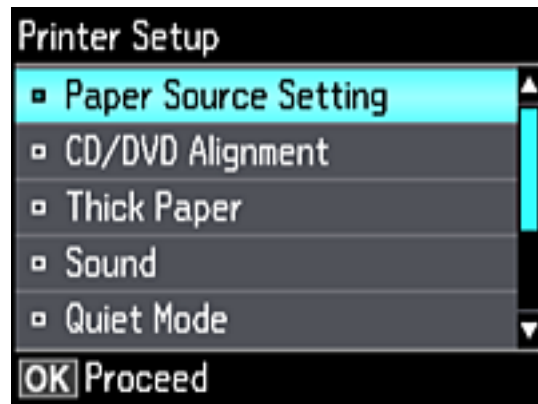 Printer Setup
Paper Source Setting
CD/DVD Alignment
Thick Paper
Sound
Quiet Mode
OK Proceed